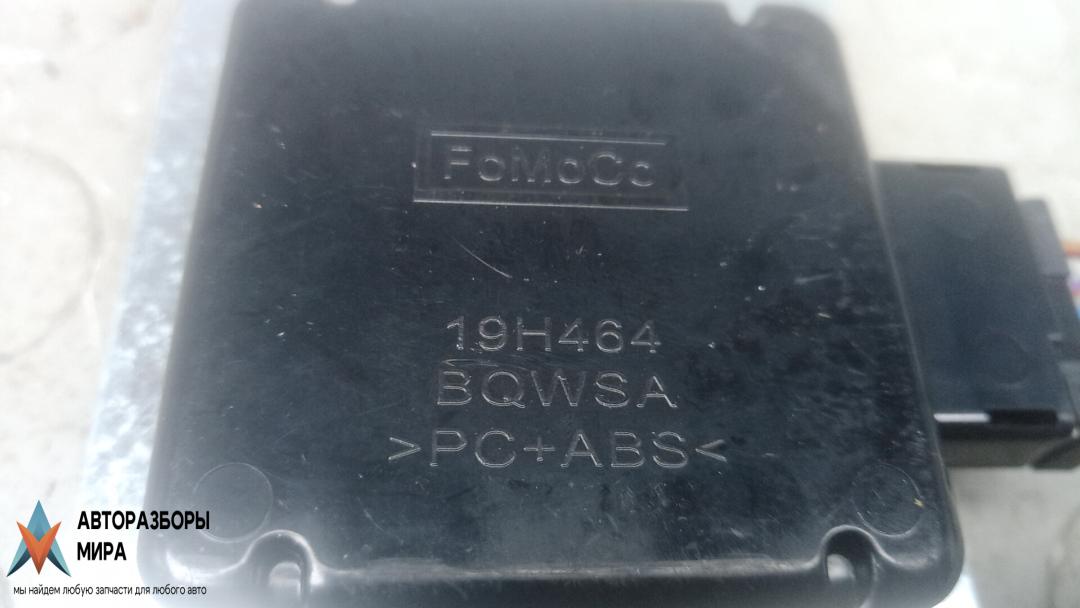 FoMoCo
19H464
BQWSA
>PC+ABS<
АВТОРАЗБОРЫ
МИРА
мы найдем любую запчасти для любого авто